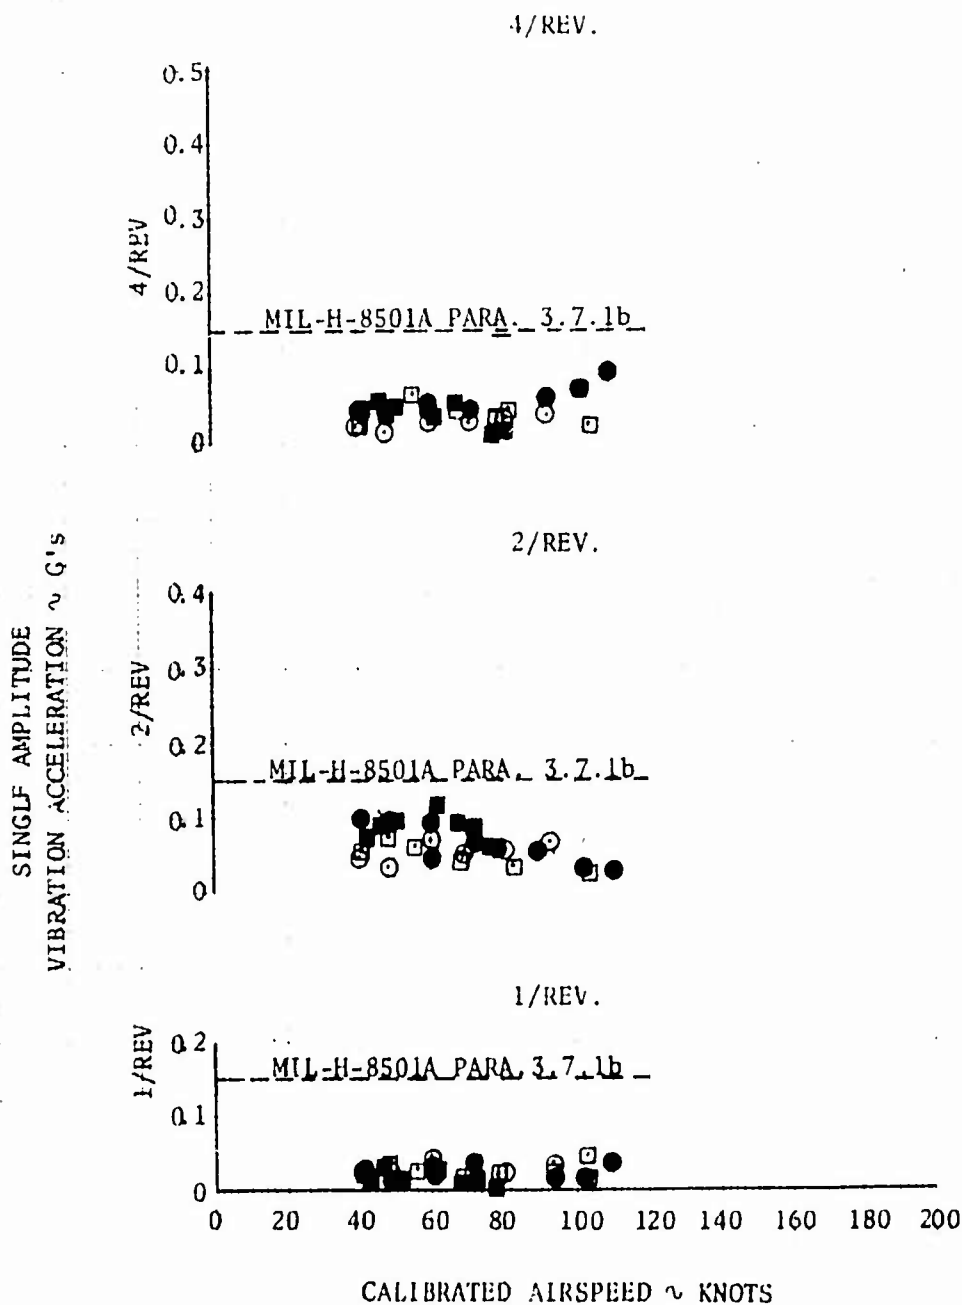 4/REV.
0.5
0.4
0.3
0.2
0.1
0
4/REV
MIL-H-8501A PARA. 3.7.1b
SINGLE AMPLITUDE
VIBRATION ACCELERATION ~ G's
2/REV.
0.4
0.3
0.2
0.1
0
2/REV
MIL-H-8501A PARA. 3.7.1b
1/REV.
0.2
0.1
0
1/REV
MIL-H-8501A PARA. 3.7.1b
0 20 40 60 80 100 120 140 160 180 200
CALIBRATED AIRSPEED ~ KNOTS